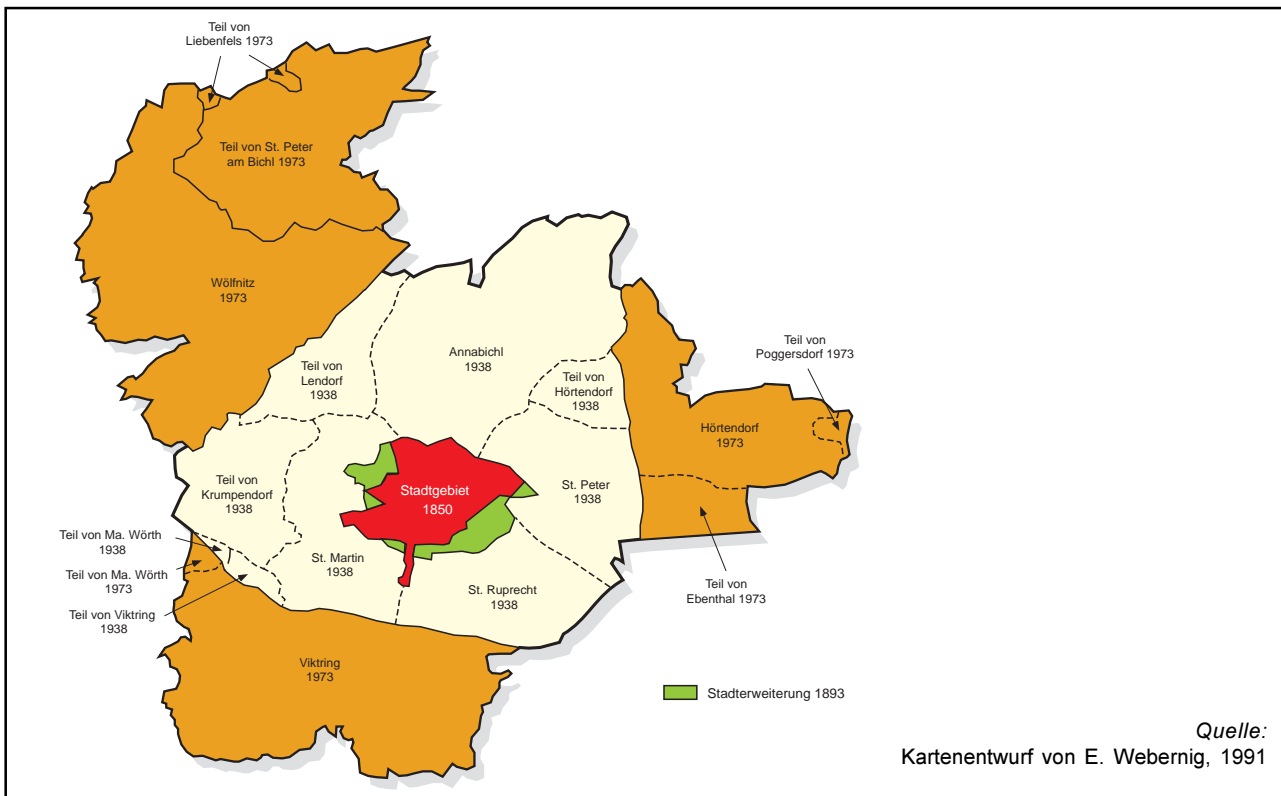 Teil von
Liebenfels 1973
Teil von St. Peter
am Bichl 1973
Wölfnitz
1973
Annabichl
1938
Teil von
Lendorf
1938
Teil von
Hörtendorf
1938
Teil von
Poggersdorf 1973
Hörtendorf
1973
Teil von
Krumpendorf
1938
Stadtgebiet
1850
St. Peter
1938
Teil von Ma. Wörth
1938
Teil von Ma. Wörth
1973
Teil von Viktring
1938
St. Martin
1938
St. Ruprecht
1938
Teil von
Ebenthal 1973
Viktring
1973
Stadterweiterung 1893
Quelle:
Kartenentwurf von E. Webernig, 1991